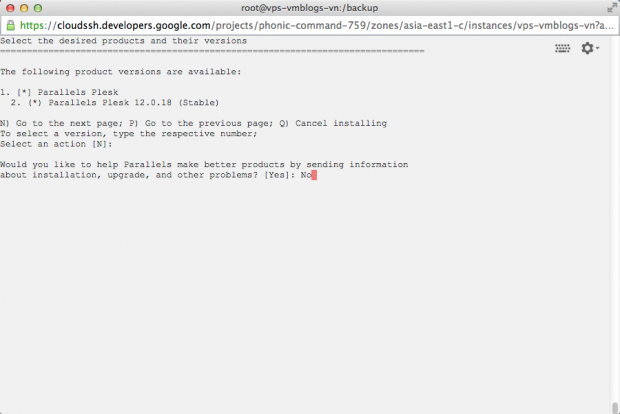 root@vps-vmblogs-vn:/backup
https://cloudssh.developers.google.com/projects/phonic-command-759/zones/asia-east1-c/instances/vps-vmblogs-vn?a...
Select the desired products and their versions
================================================================================
The following product versions are available:
1. [*] Parallels Plesk
2. (*) Parallels Plesk 12.0.18 (Stable)
N) Go to the next page; P) Go to the previous page; Q) Cancel installing
To select a version, type the respective number;
Select an action [N]:
Would you like to help Parallels make better products by sending information
about installation, upgrade, and other problems? [Yes]: No